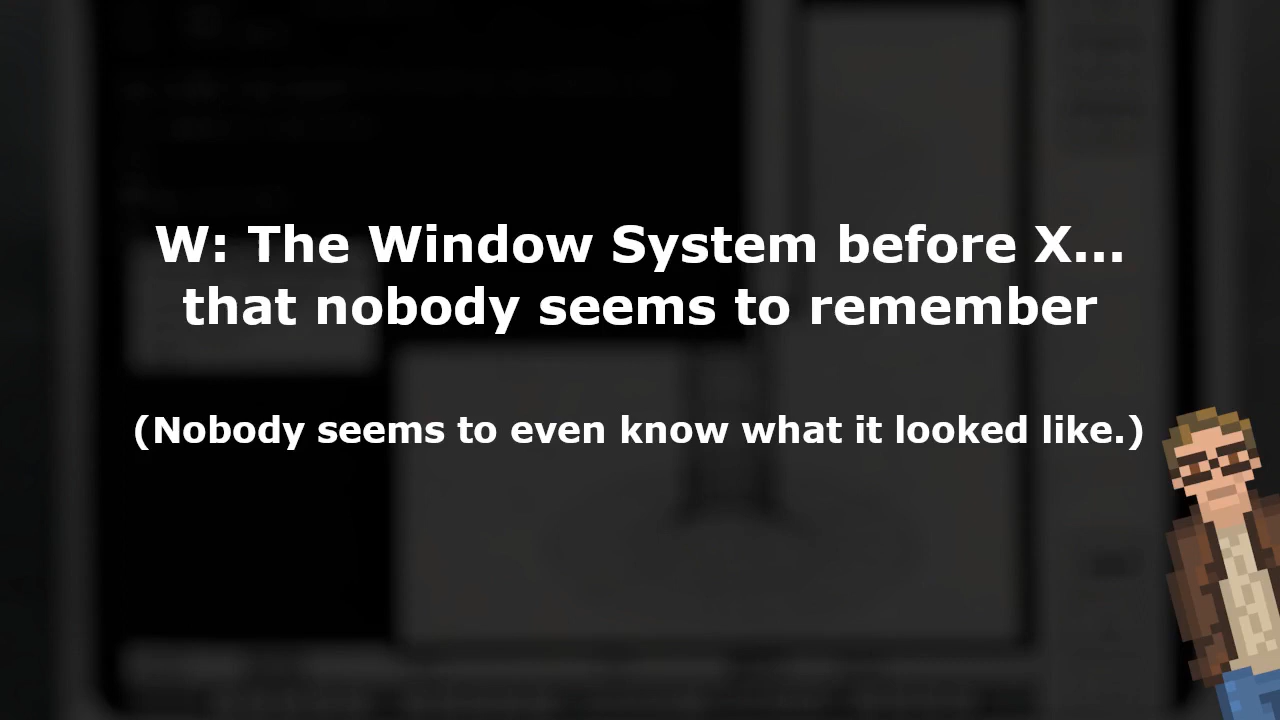 W: The Window System before X...
that nobody seems to remember
(Nobody seems to even know what it looked like.)